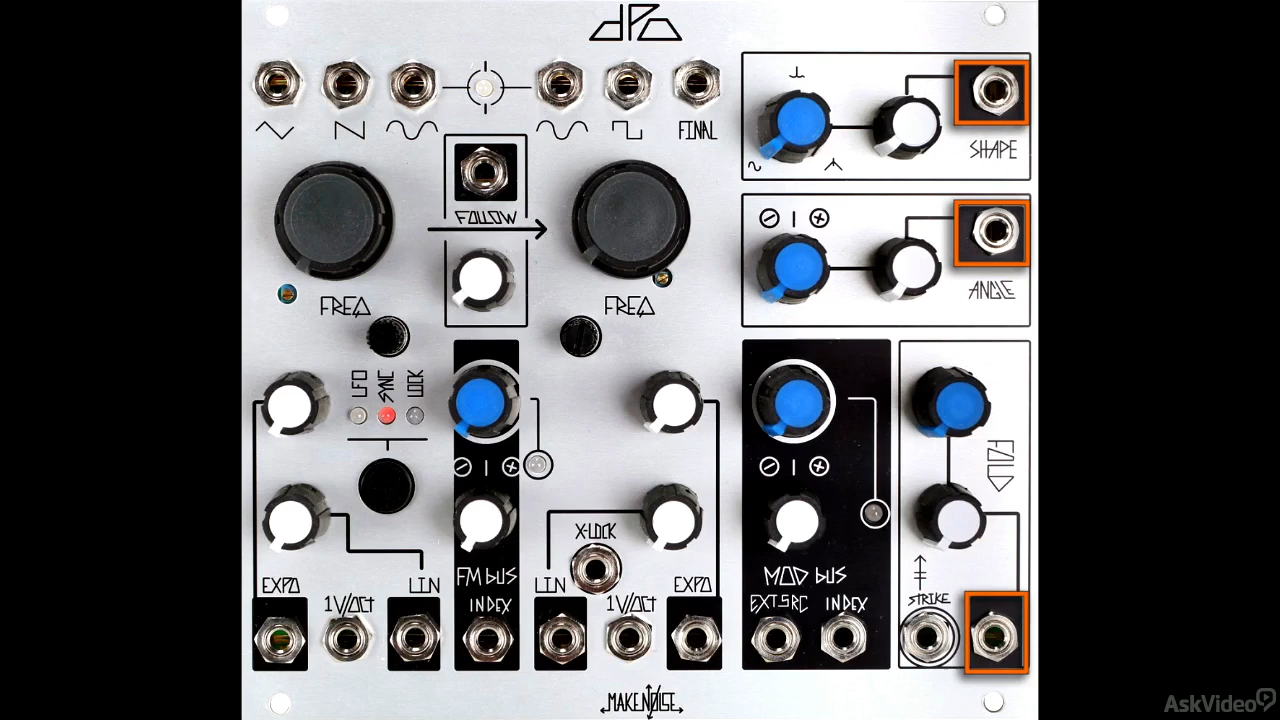 dPO
FINAL
SHAPE
FOLLOW
ANGLE
FREQ
FREQ
LFO
SYNC
LOCK
FOLD
X-LOCK
FM bus
MOD bus
EXPO
LIN
LIN
EXPO
1V/Oct
INDEX
1V/Oct
EXT.SRC
INDEX
STRIKE
MAKENOISE
AskVideo